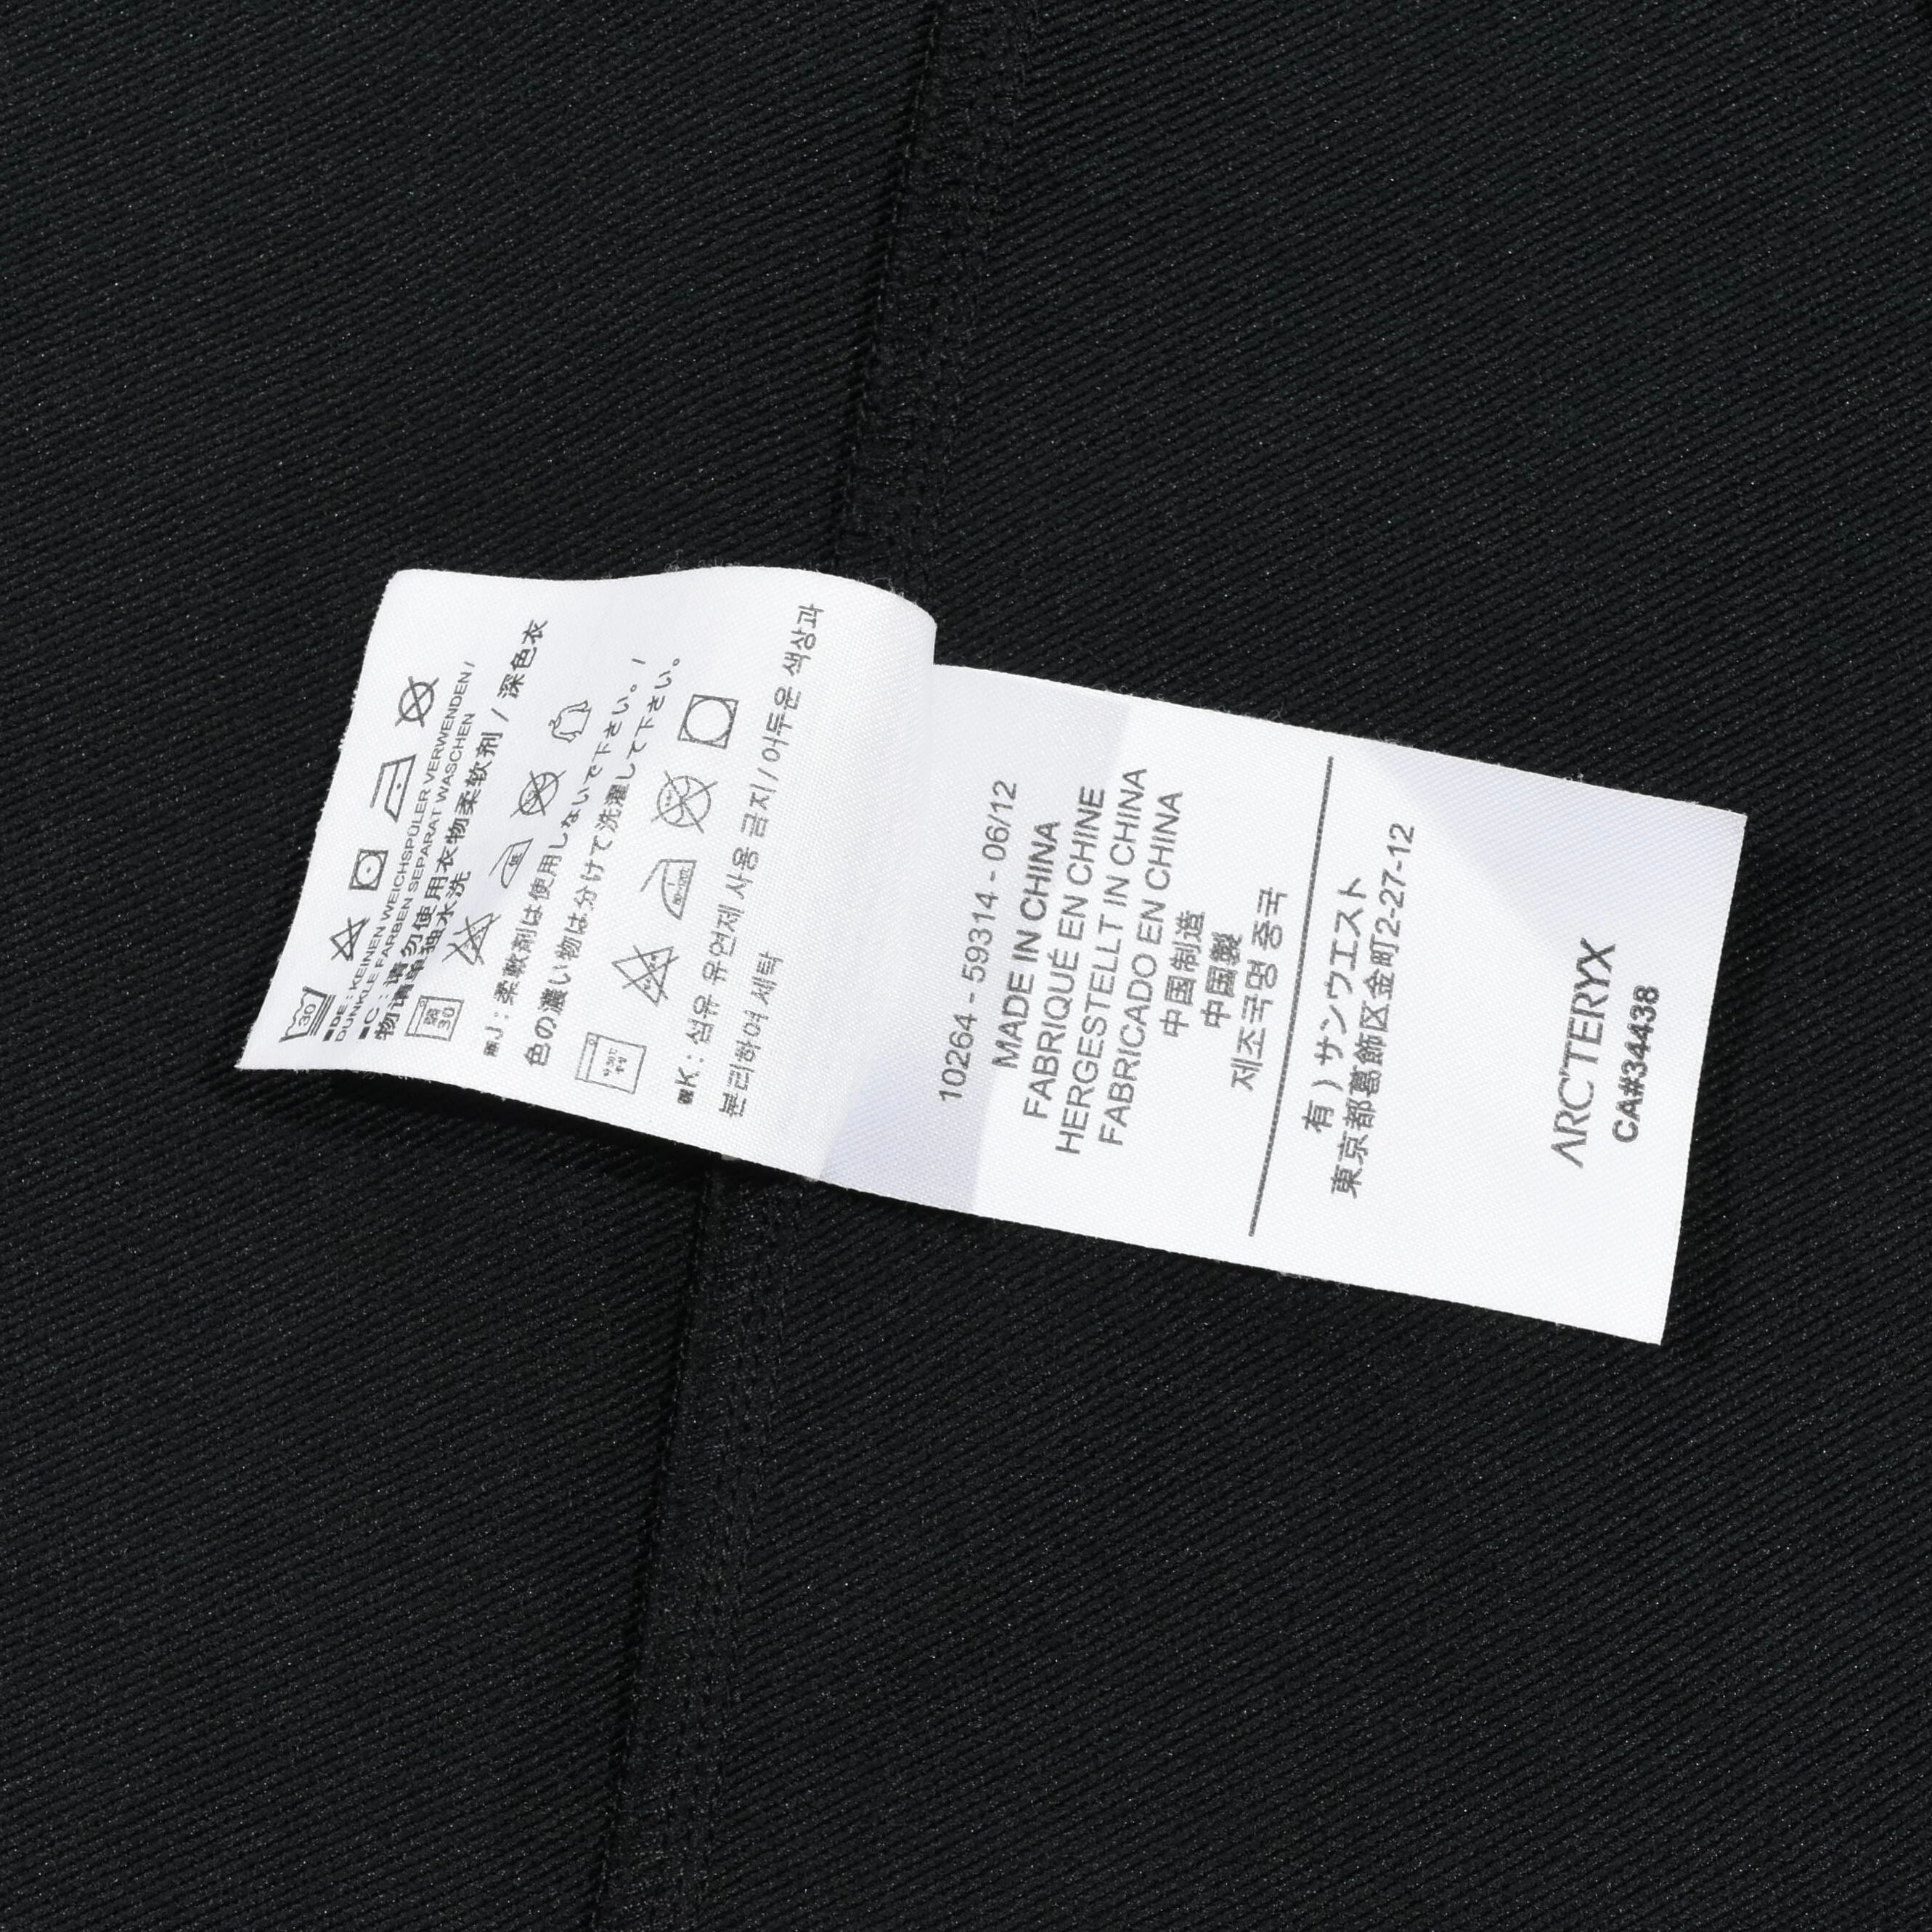 30
■DE : KEINEN WEICHSPÜLER VERWENDEN /
DUNKLE FARBEN SEPARAT WASCHEN
■C : 请勿使用衣物柔软剂 / 深色衣
物请单独水洗
弱
30
■J : 柔軟剤は使用しないで下さい。/
色の濃い物は分けて洗濯して下さい。
■K : 섬유 유연제 사용 금지 / 어두운 색상과
분리하여 세탁
10264 - 59314 - 06/12
MADE IN CHINA
FABRIQUÉ EN CHINE
HERGESTELLT IN CHINA
FABRICADO EN CHINA
中国制造
中国製
제조국명 중국
有 ) サンウエスト
東京都葛飾区金町2-27-12
ARC'TERYX
CA#34438